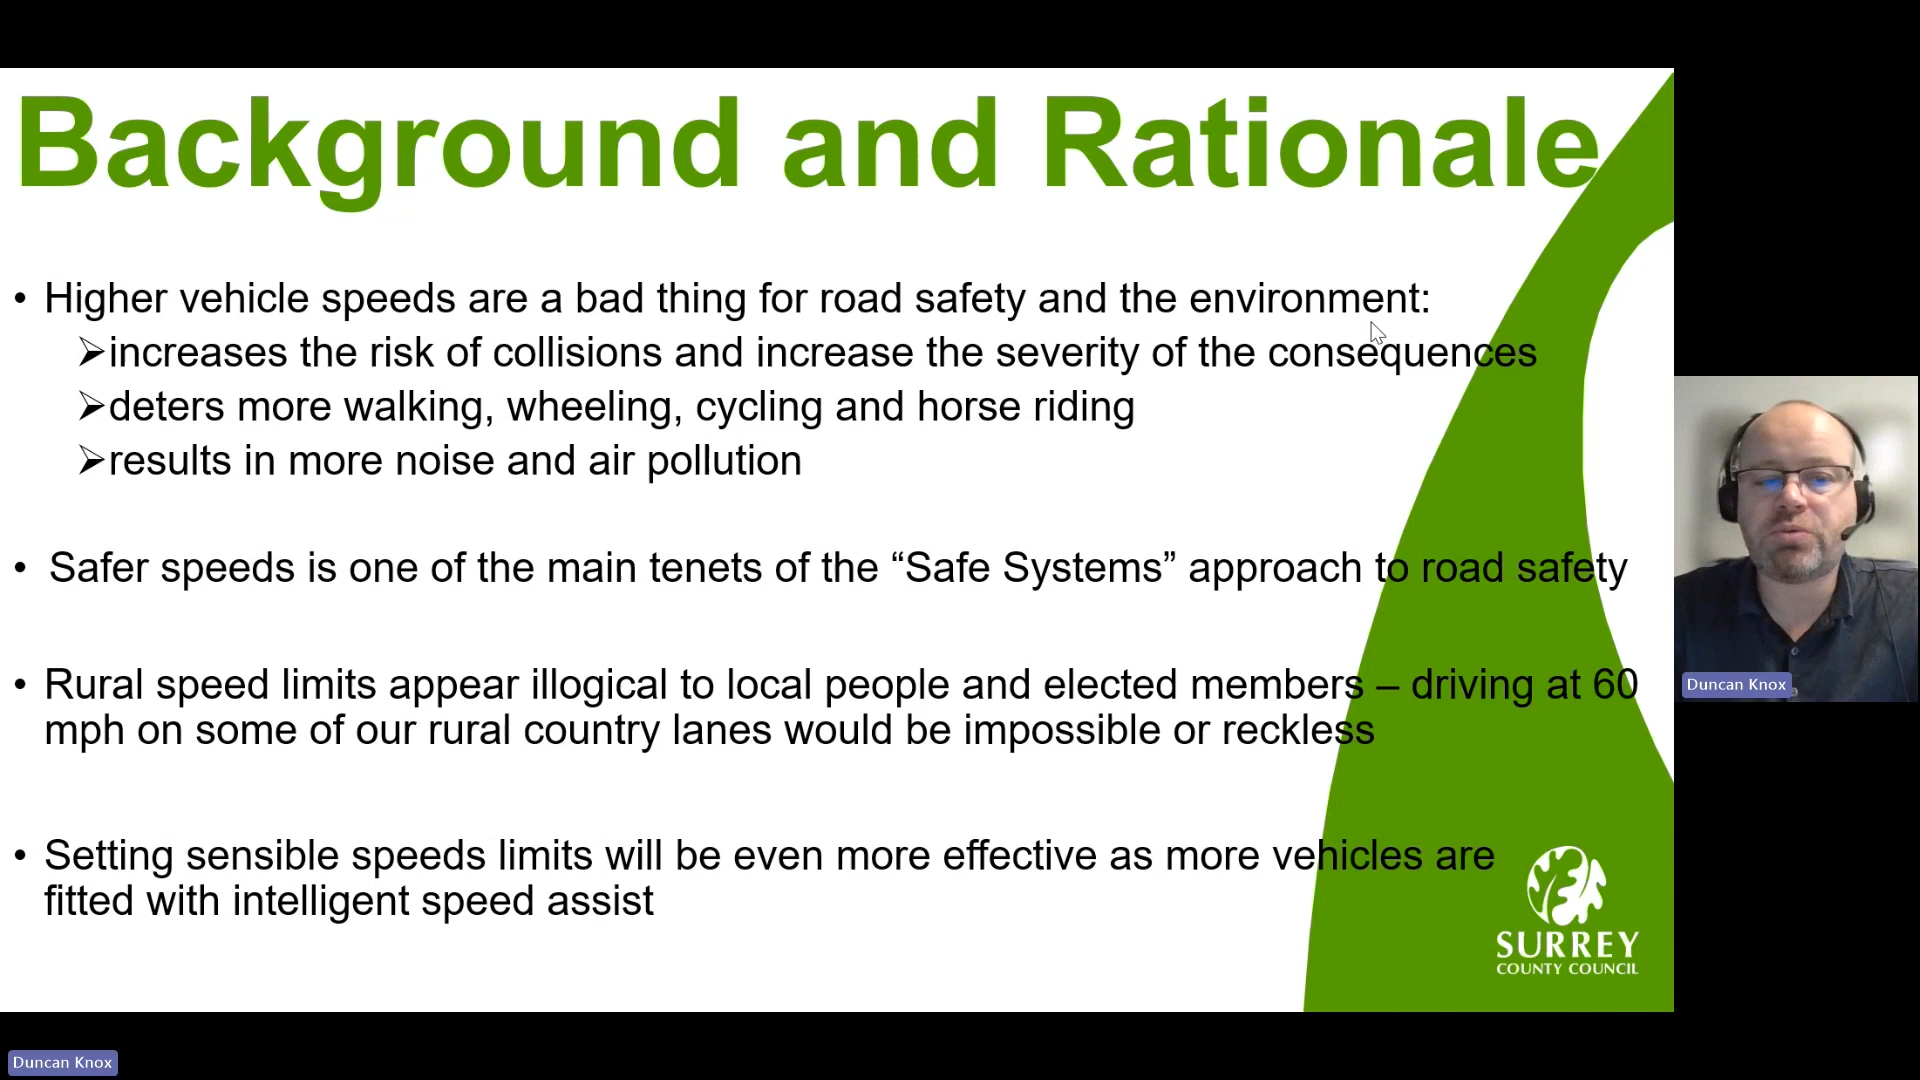 Background and Rationale
• Higher vehicle speeds are a bad thing for road safety and the environment:
➢increases the risk of collisions and increase the severity of the consequences
➢deters more walking, wheeling, cycling and horse riding
➢results in more noise and air pollution
• Safer speeds is one of the main tenets of the “Safe Systems” approach to road safety
• Rural speed limits appear illogical to local people and elected members – driving at 60
mph on some of our rural country lanes would be impossible or reckless
• Setting sensible speeds limits will be even more effective as more vehicles are
fitted with intelligent speed assist
SURREY
COUNTY COUNCIL
Duncan Knox
Duncan Knox